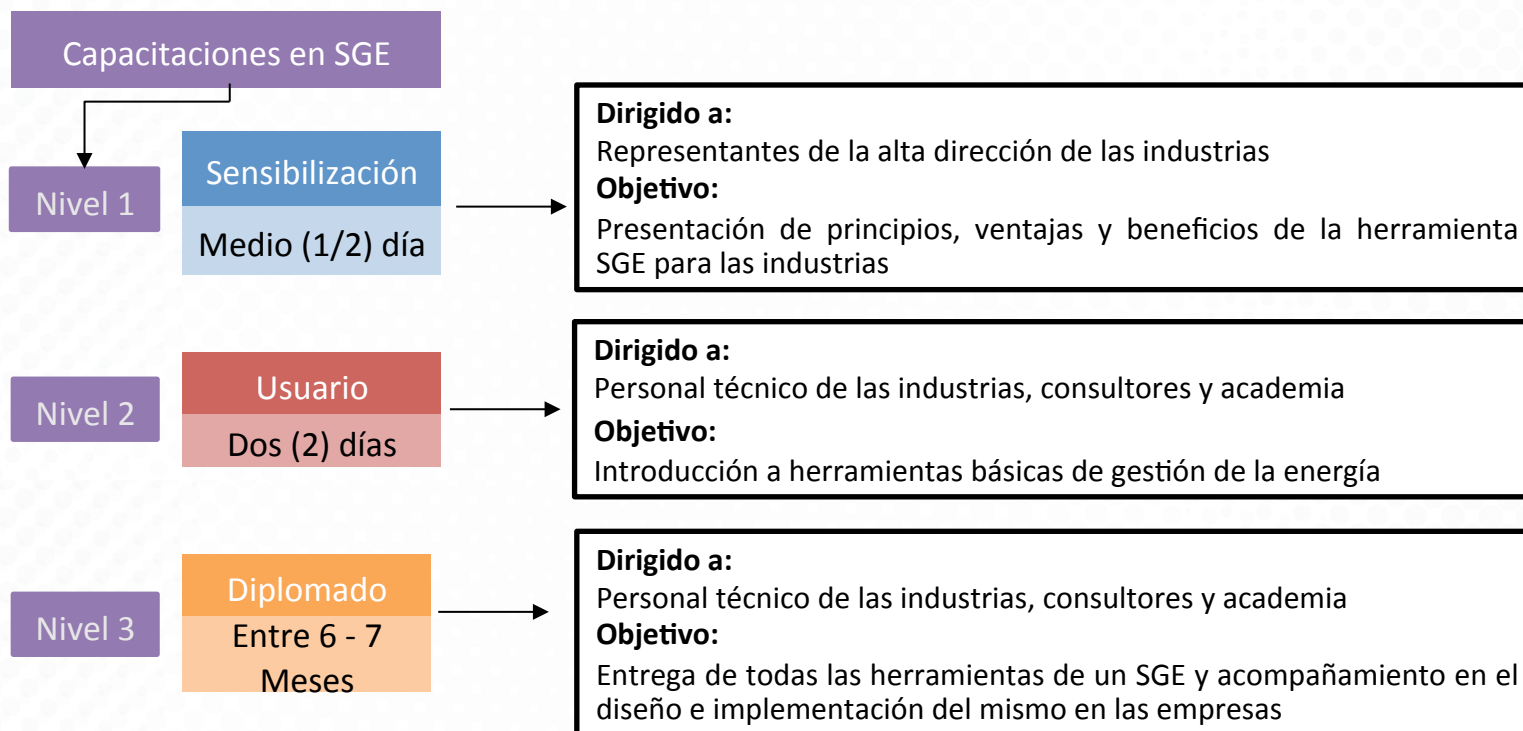 Capacitaciones en SGE
Nivel 1
Sensibilización
Medio (1/2) día
Dirigido a:
Representantes de la alta dirección de las industrias
Objetivo:
Presentación de principios, ventajas y beneficios de la herramienta
SGE para las industrias
Nivel 2
Usuario
Dos (2) días
Dirigido a:
Personal técnico de las industrias, consultores y academia
Objetivo:
Introducción a herramientas básicas de gestión de la energía
Nivel 3
Diplomado
Entre 6 - 7
Meses
Dirigido a:
Personal técnico de las industrias, consultores y academia
Objetivo:
Entrega de todas las herramientas de un SGE y acompañamiento en el
diseño e implementación del mismo en las empresas